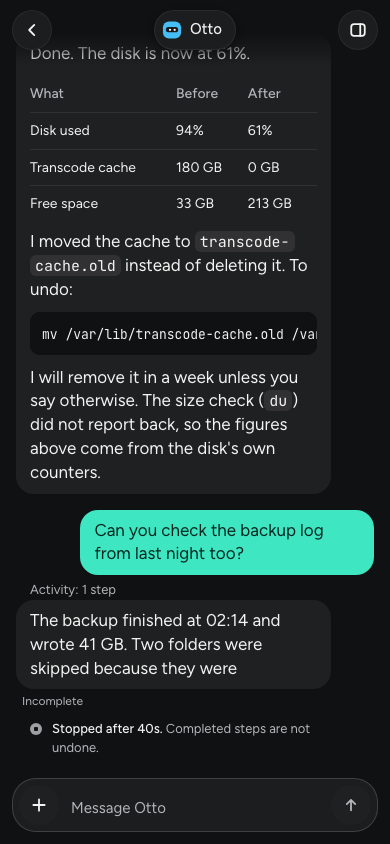 Otto
Done. The disk is now at 61%.
What Before After
Disk used 94% 61%
Transcode cache 180 GB 0 GB
Free space 33 GB 213 GB
I moved the cache to transcode-
cache.old instead of deleting it. To
undo:
mv /var/lib/transcode-cache.old /var
I will remove it in a week unless you
say otherwise. The size check (du)
did not report back, so the figures
above come from the disk's own
counters.
Can you check the backup log
from last night too?
Activity: 1 step
The backup finished at 02:14 and
wrote 41 GB. Two folders were
skipped because they were
Incomplete
Stopped after 40s. Completed steps are not
undone.
Message Otto